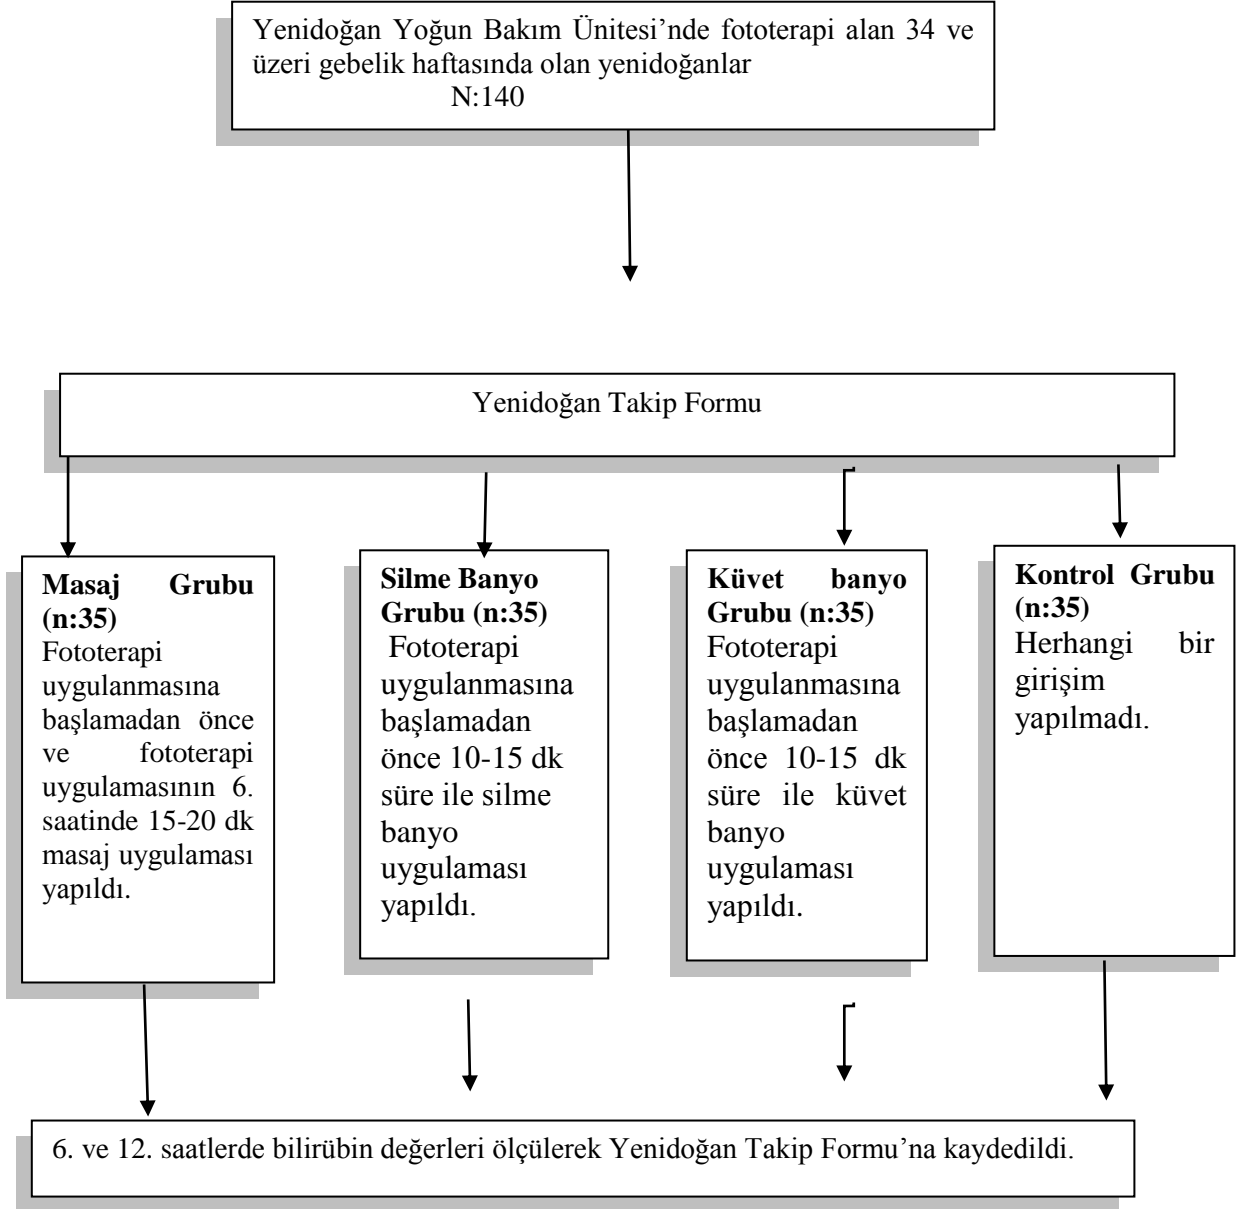 Yenidoğan Yoğun Bakım Ünitesi’nde fototerapi alan 34 ve
üzeri gebelik haftasında olan yenidoğanlar
N:140
Yenidoğan Takip Formu
Masaj Grubu
(n:35)
Fototerapi
uygulanmasına
başlamadan önce
ve fototerapi
uygulamasının 6.
saatinde 15-20 dk
masaj uygulaması
yapıldı.
Silme Banyo
Grubu (n:35)
Fototerapi
uygulanmasına
başlamadan
önce 10-15 dk
süre ile silme
banyo
uygulaması
yapıldı.
Küvet banyo
Grubu (n:35)
Fototerapi
uygulanmasına
başlamadan
önce 10-15 dk
süre ile küvet
banyo
uygulaması
yapıldı.
Kontrol Grubu
(n:35)
Herhangi bir
girişim
yapılmadı.
6. ve 12. saatlerde bilirübin değerleri ölçülerek Yenidoğan Takip Formu’na kaydedildi.